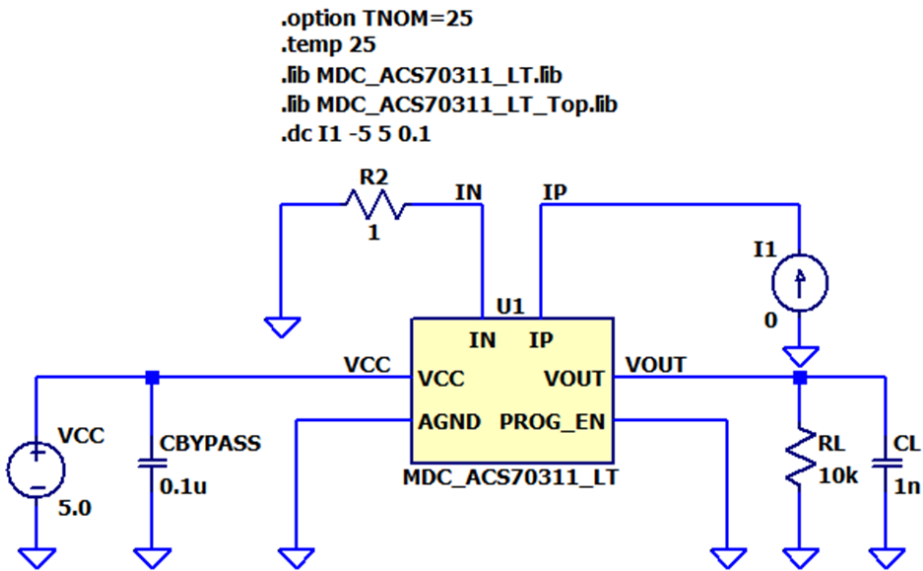 .option TNOM=25
.temp 25
.lib MDC_ACS70311_LT.lib
.lib MDC_ACS70311_LT_Top.lib
.dc I1 -5 5 0.1
R2
1
IN
IP
I1
0
U1
IN IP
VCC
VCC
VOUT
VOUT
AGND
PROG_EN
MDC_ACS70311_LT
VCC
5.0
CBYPASS
0.1u
RL
10k
CL
1n